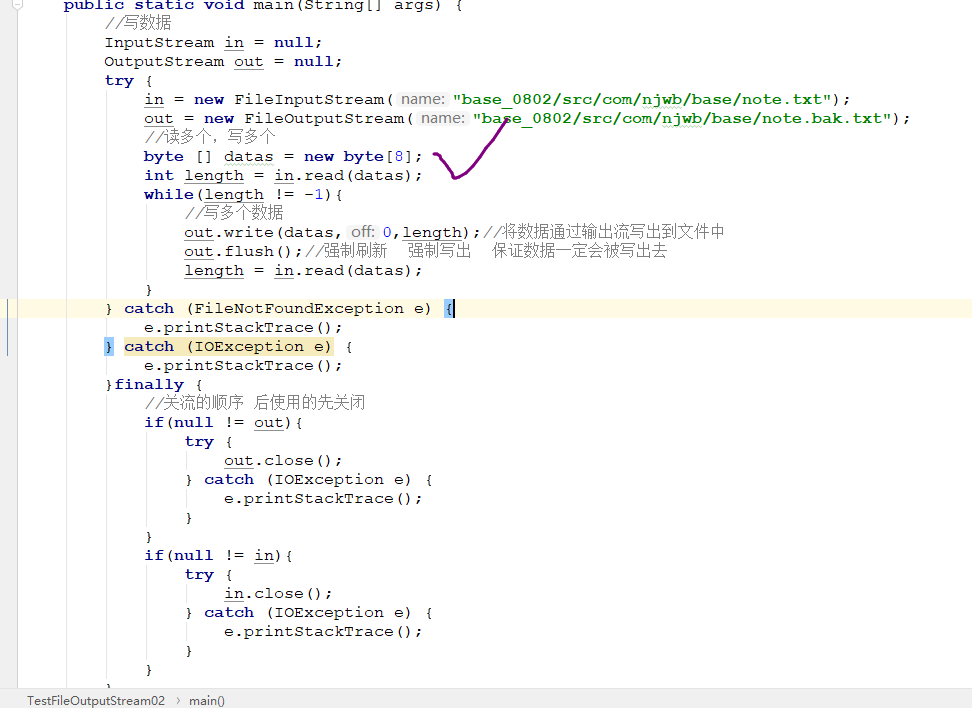 public static void main(String[] args) {
//写数据
InputStream in = null;
OutputStream out = null;
try {
in = new FileInputStream( name: "base_0802/src/com/njwb/base/note.txt");
out = new FileOutputStream( name: "base_0802/src/com/njwb/base/note.bak.txt");
//读多个，写多个
byte [] datas = new byte[8];
int length = in.read(datas);
while(length != -1){
//写多个数据
out.write(datas, off: 0,length);//将数据通过输出流写出到文件中
out.flush();//强制刷新 强制写出 保证数据一定会被写出去
length = in.read(datas);
}
} catch (FileNotFoundException e) {
e.printStackTrace();
} catch (IOException e) {
e.printStackTrace();
}finally {
//关流的顺序 后使用的先关闭
if(null != out){
try {
out.close();
} catch (IOException e) {
e.printStackTrace();
}
}
if(null != in){
try {
in.close();
} catch (IOException e) {
e.printStackTrace();
}
}
}
TestFileOutputStream02 › main()